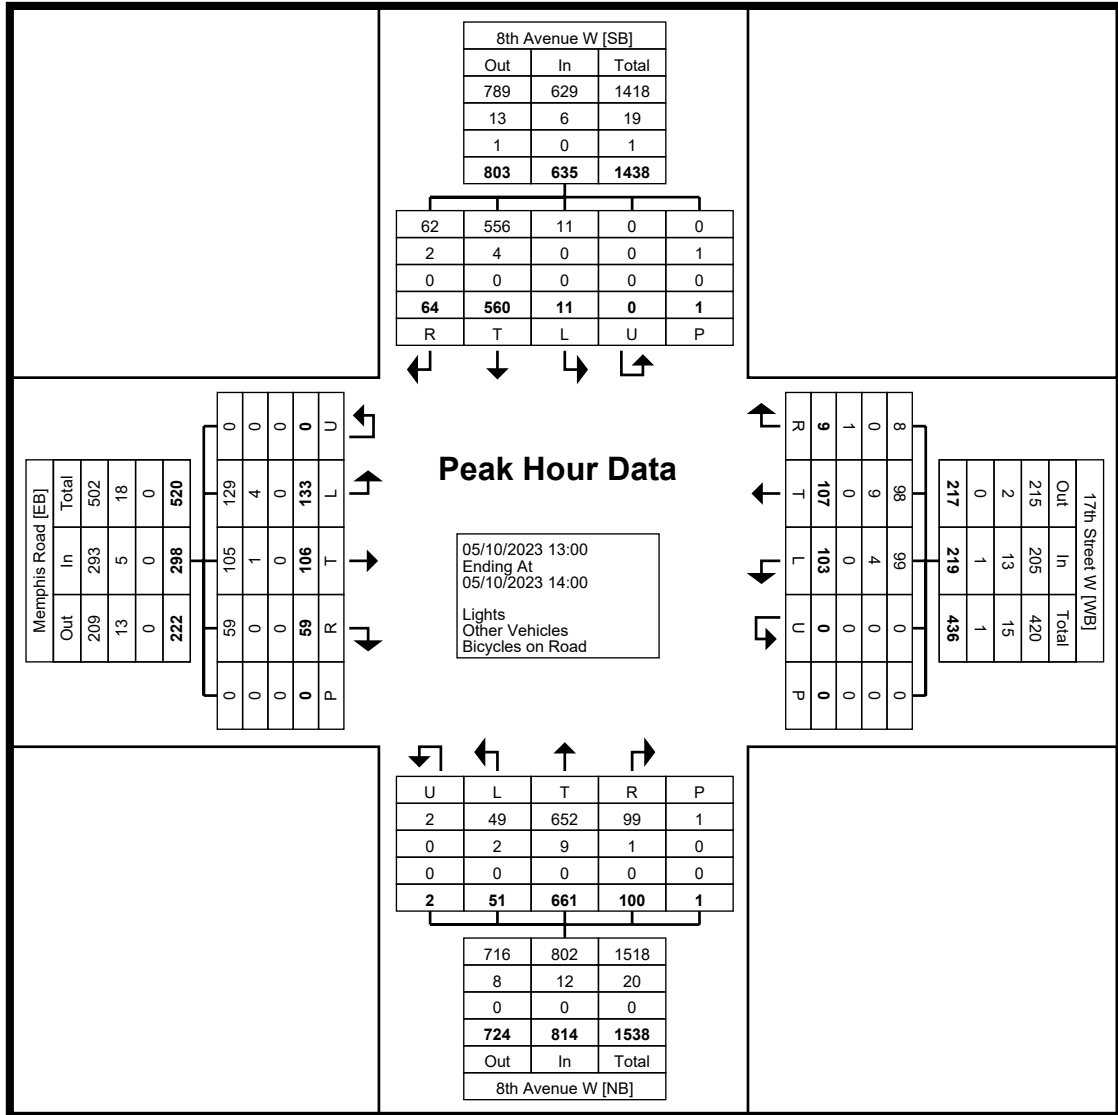 8th Avenue W [SB]
Out In Total
789 629 1418
13 6 19
1 0 1
803 635 1438
62 556 11 0 0
2 4 0 0 1
0 0 0 0 0
64 560 11 0 1
R T L U P
Memphis Road [EB]
Total In Out
502 293 209
18 5 13
0 0 0
520 298 222
0 129 105 59 0
0 4 1 0 0
0 0 0 0 0
0 133 106 59 0
U L T R P
Peak Hour Data
05/10/2023 13:00
Ending At
05/10/2023 14:00
Lights
Other Vehicles
Bicycles on Road
R T L U P
9 107 103 0 0
1 0 0 0 0
0 9 4 0 0
8 98 99 0 0
217 219 436
0 1 1
2 13 15
215 205 420
Out In Total
17th Street W [WB]
U L T R P
2 49 652 99 1
0 2 9 1 0
0 0 0 0 0
2 51 661 100 1
716 802 1518
8 12 20
0 0 0
724 814 1538
Out In Total
8th Avenue W [NB]